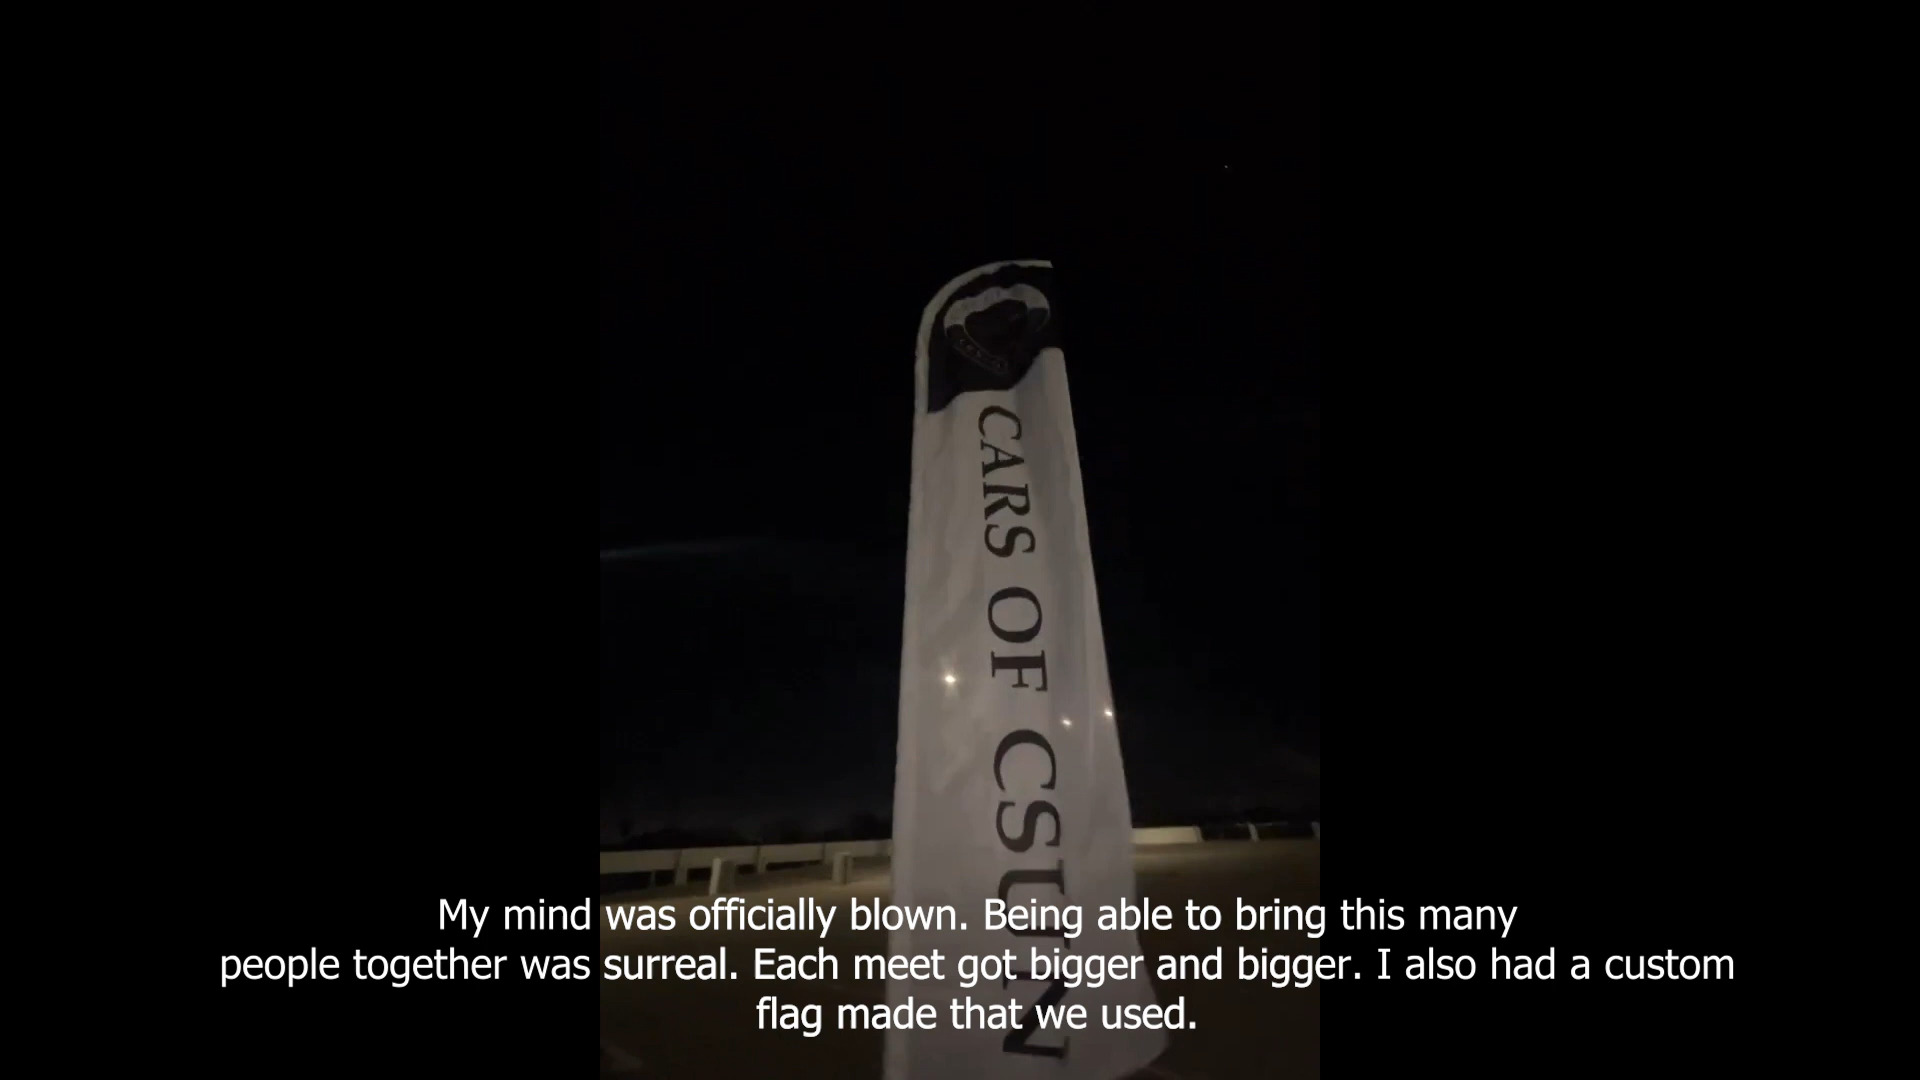 CARS OF CSUN
My mind was officially blown. Being able to bring this many
people together was surreal. Each meet got bigger and bigger. I also had a custom
flag made that we used.